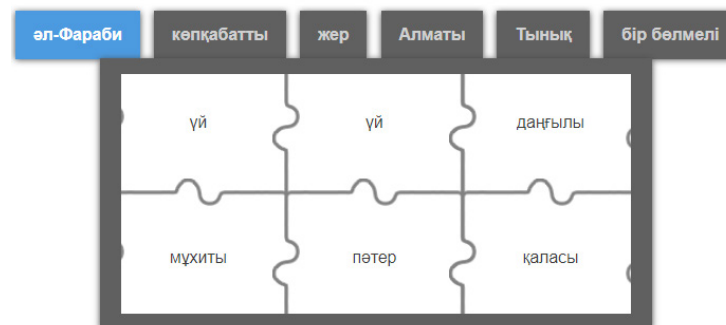 әл-Фараби көпқабатты жер Алматы Тынық бір бөлмелі
үй үй даңғылы
мұхиты пәтер қаласы